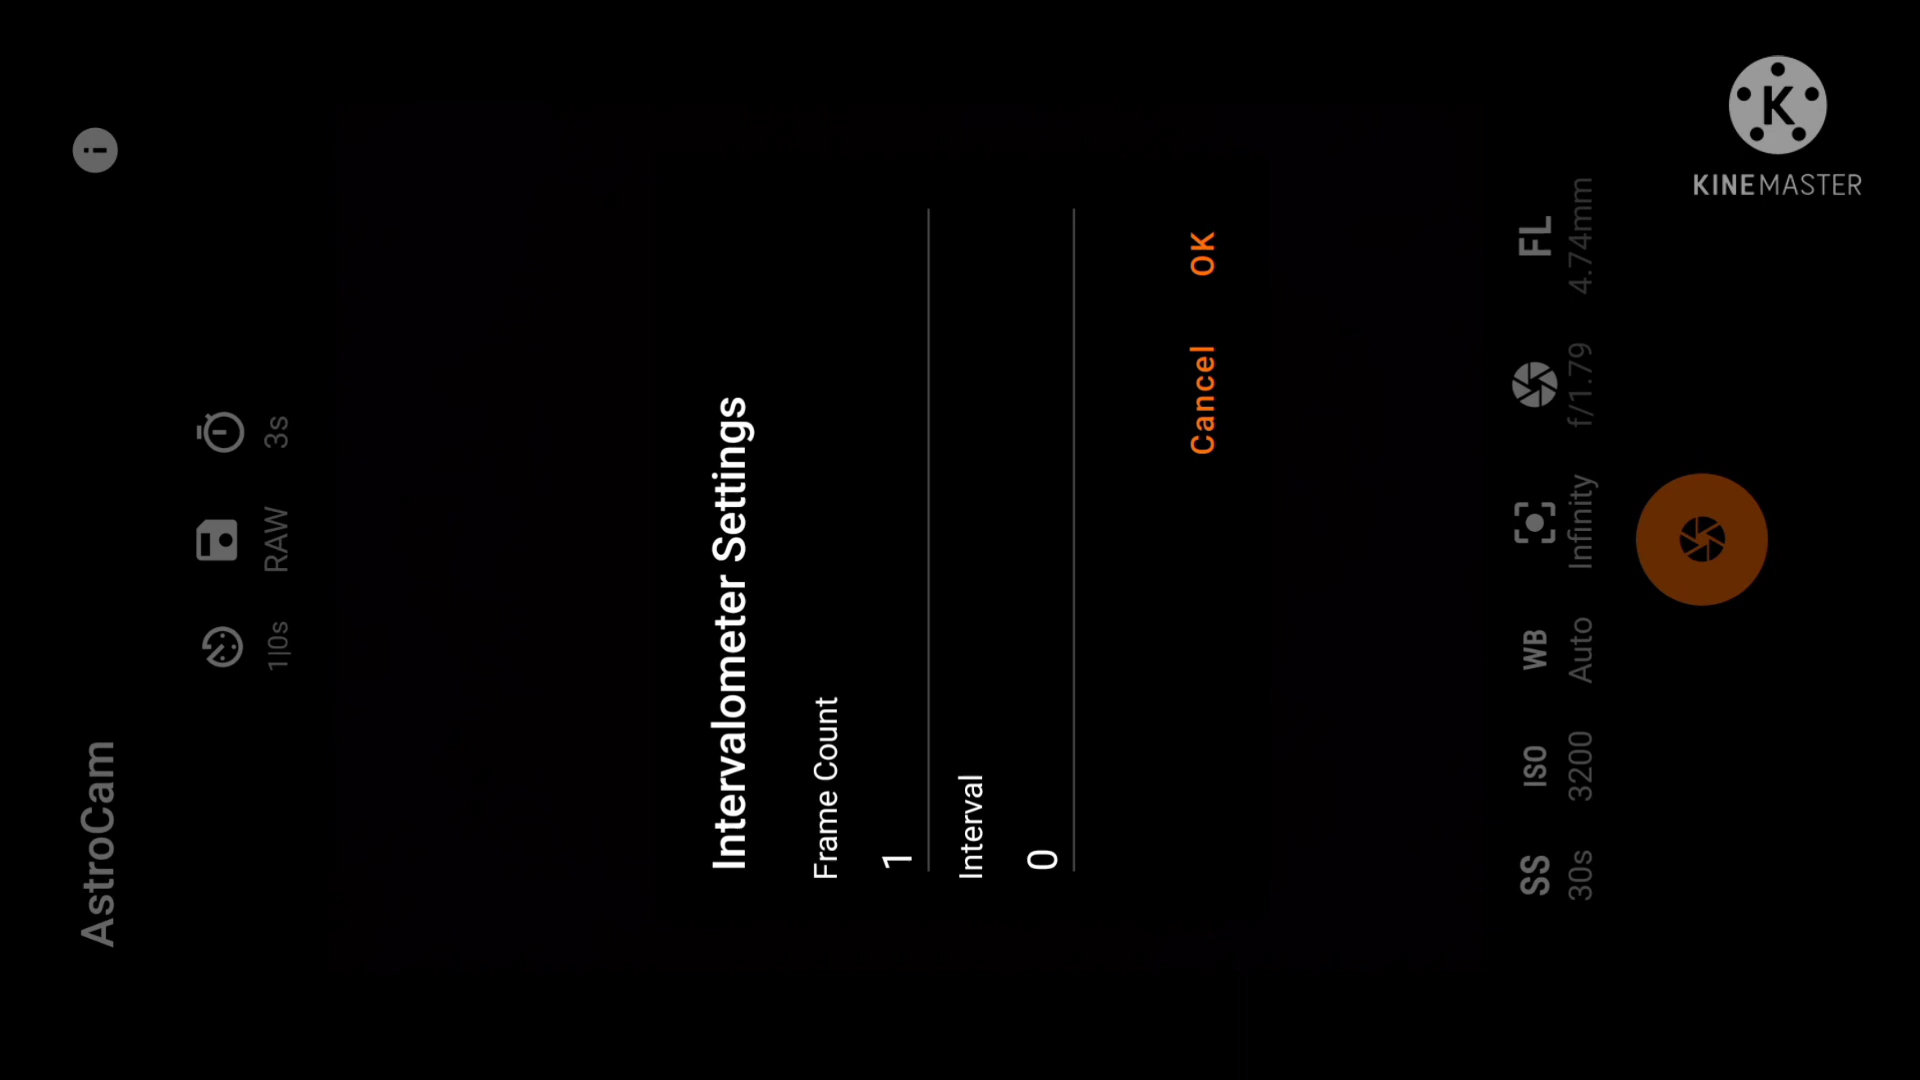 KINEMASTER
AstroCam
1|0s
RAW
3s
Intervalometer Settings
Frame Count
1
Interval
0
Cancel
OK
SS
30s
ISO
3200
WB
Auto
Infinity
f/1.79
FL
4.74mm